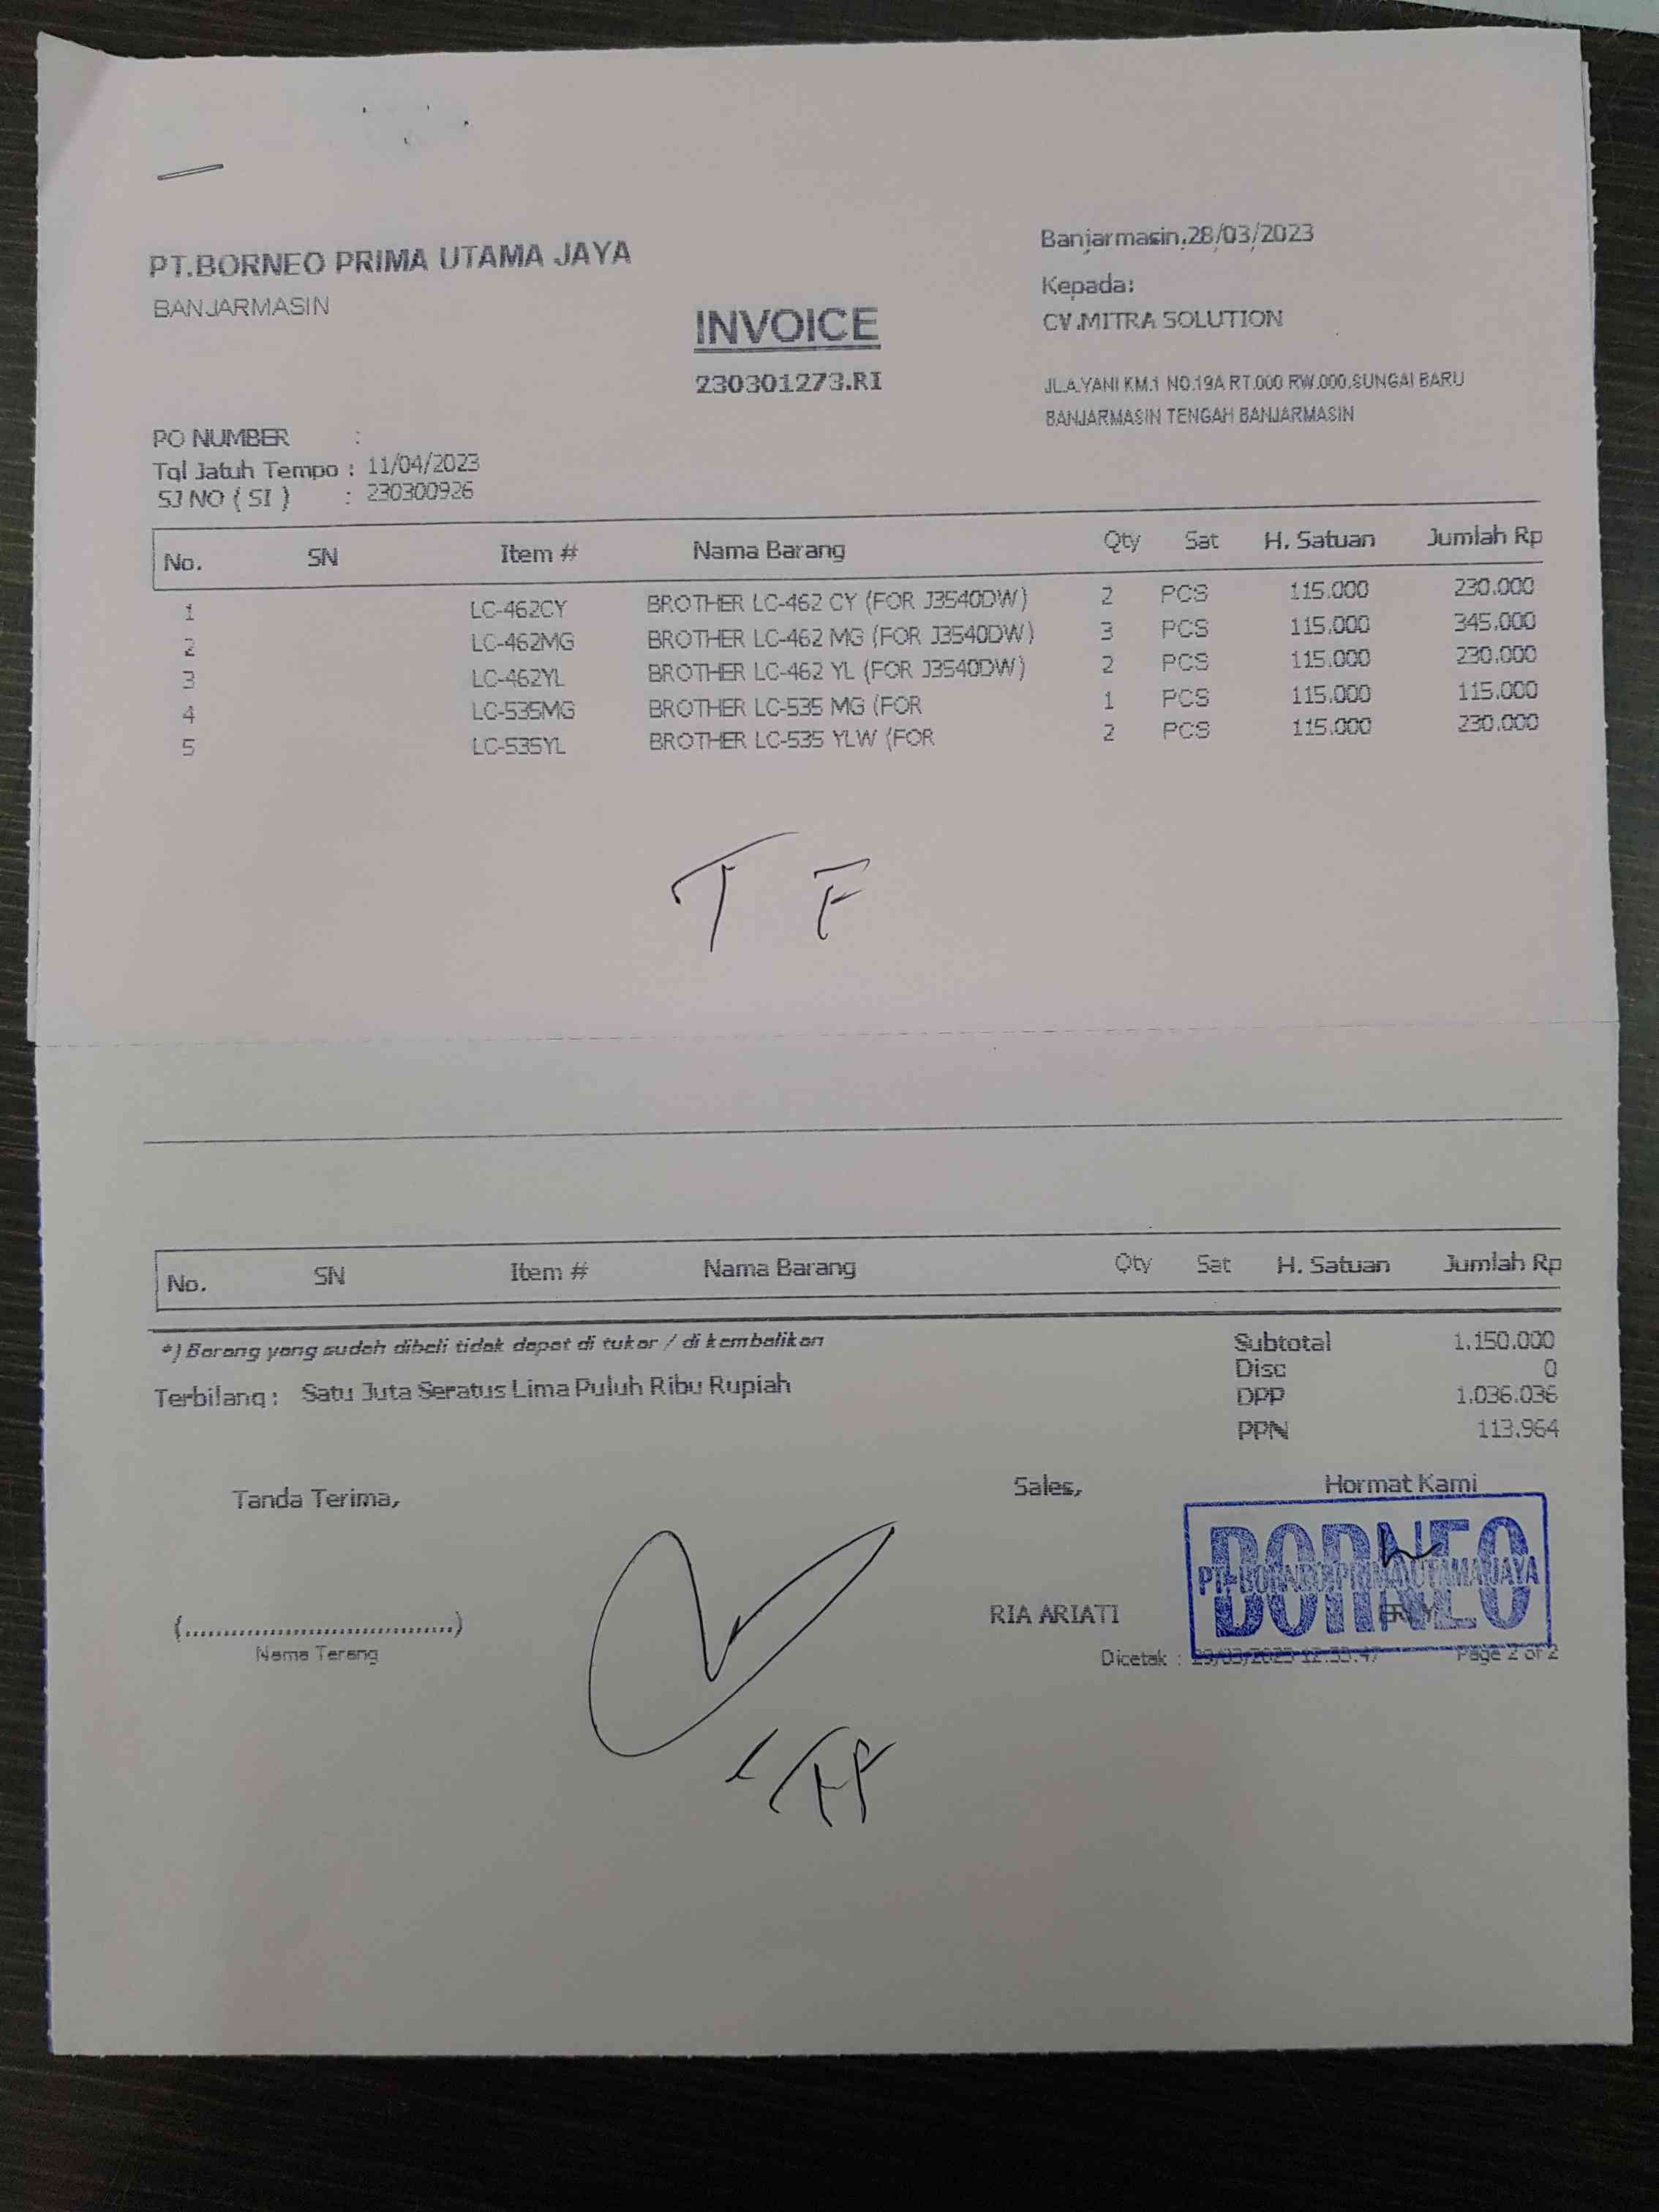 PT.BORNEO PRIMA UTAMA JAYA
BANJARMASIN
INVOICE
230301273.RI
Banjarmasin,28/03/2023
Kepada:
CV.MITRA SOLUTION
JL.A.YANI KM.1 NO.19A RT.000 RW.000,SUNGAI BARU
BANJARMASIN TENGAH BANJARMASIN
PO NUMBER :
Tgl Jatuh Tempo : 11/04/2023
SJ NO ( SI ) : 230300926
No. SN Item # Nama Barang Qty Sat H. Satuan Jumlah Rp
1 LC-462CY BROTHER LC-462 CY (FOR J3540DW) 2 PCS 115.000 230.000
2 LC-462MG BROTHER LC-462 MG (FOR J3540DW) 3 PCS 115.000 345.000
3 LC-462YL BROTHER LC-462 YL (FOR J3540DW) 2 PCS 115.000 230.000
4 LC-535MG BROTHER LC-535 MG (FOR 1 PCS 115.000 115.000
5 LC-535YL BROTHER LC-535 YLW (FOR 2 PCS 115.000 230.000
T F
No. SN Item # Nama Barang Qty Sat H. Satuan Jumlah Rp
*) Barang yang sudah dibeli tidak dapat di tukar / di kembalikan
Terbilang : Satu Juta Seratus Lima Puluh Ribu Rupiah
Subtotal 1.150.000
Disc 0
DPP 1.036.036
PPN 113.964
Tanda Terima,
Sales,
Hormat Kami
BORNEO
PT. BORNEO PRIMA UTAMA JAYA
RIA ARIATI
(..................................)
Nama Terang
Dicetak : 29/03/2023 12:33:47 Page 2 of 2